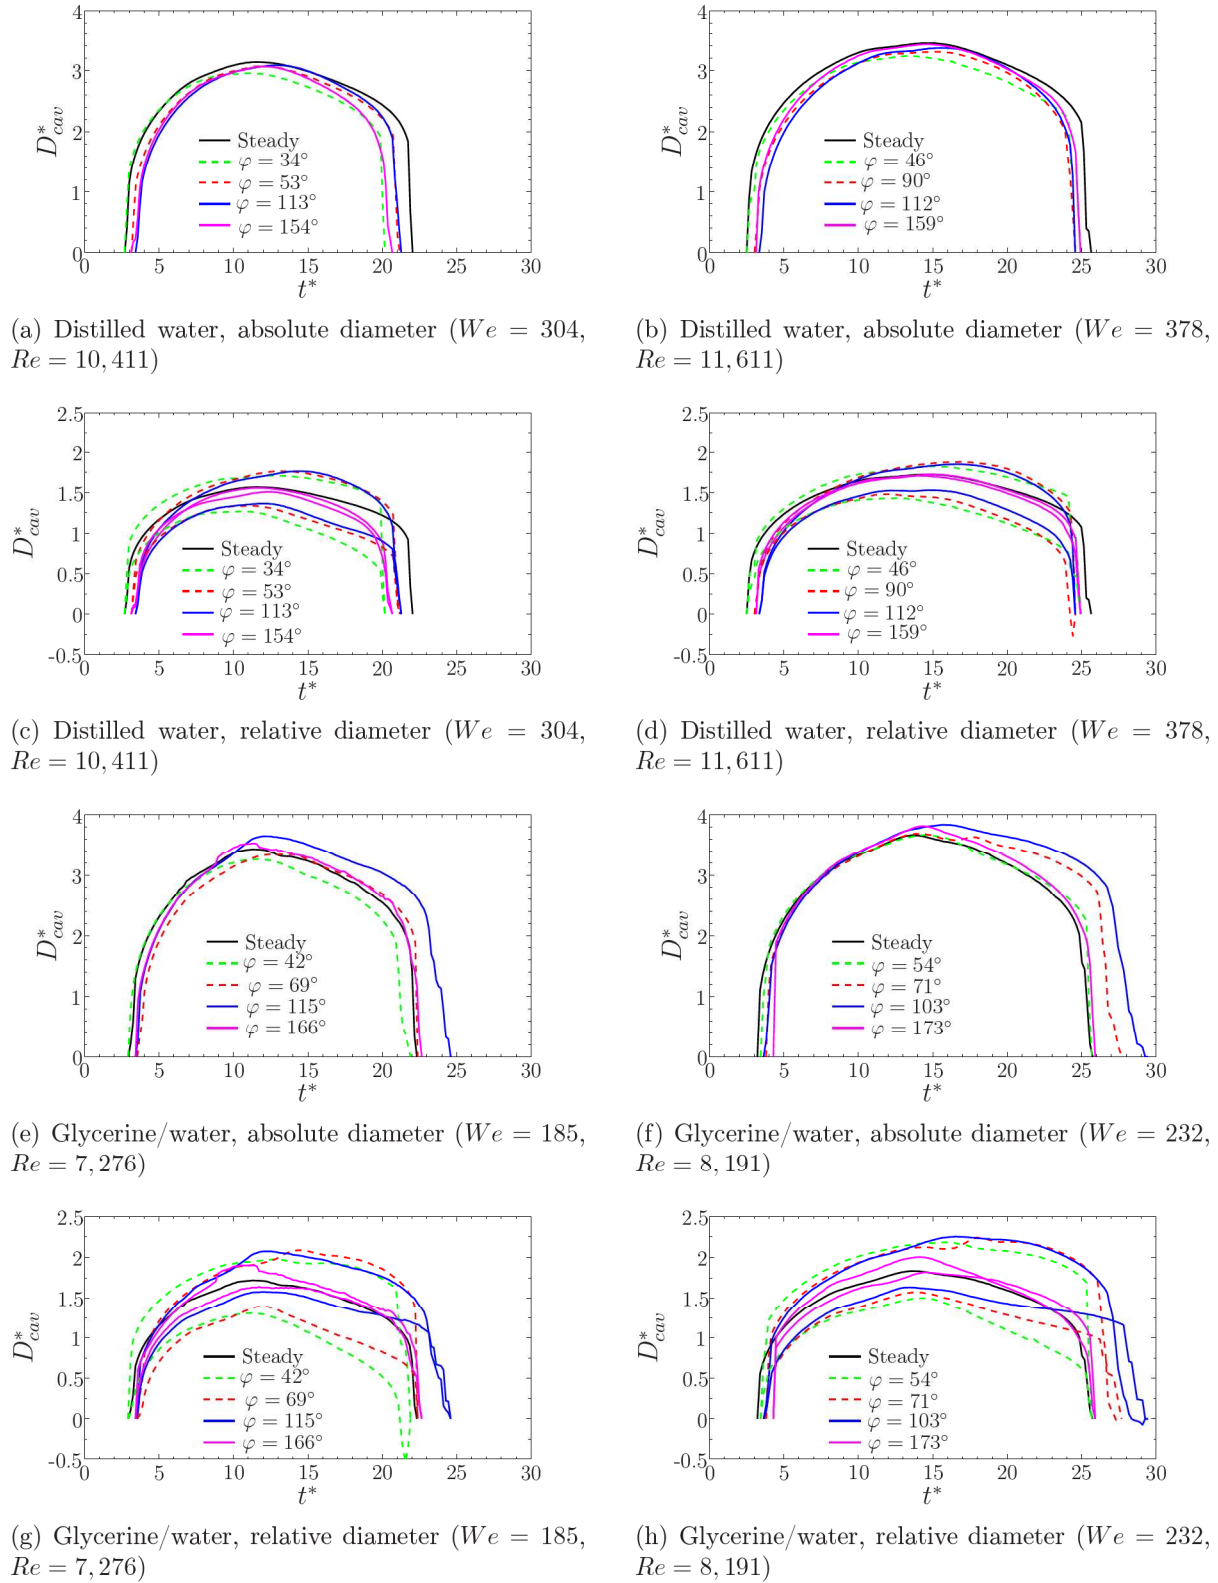 4
3
2
1
0
D*cav
Steady
φ = 34°
φ = 53°
φ = 113°
φ = 154°
0 5 10 15 20 25 30
t*
4
3
2
1
0
D*cav
Steady
φ = 46°
φ = 90°
φ = 112°
φ = 159°
0 5 10 15 20 25 30
t*
(a) Distilled water, absolute diameter (We = 304,
Re = 10,411)
(b) Distilled water, absolute diameter (We = 378,
Re = 11,611)
2.5
2
1.5
1
0.5
0
-0.5
D*cav
Steady
φ = 34°
φ = 53°
φ = 113°
φ = 154°
0 5 10 15 20 25 30
t*
2.5
2
1.5
1
0.5
0
-0.5
D*cav
Steady
φ = 46°
φ = 90°
φ = 112°
φ = 159°
0 5 10 15 20 25 30
t*
(c) Distilled water, relative diameter (We = 304,
Re = 10,411)
(d) Distilled water, relative diameter (We = 378,
Re = 11,611)
4
3
2
1
0
D*cav
Steady
φ = 42°
φ = 69°
φ = 115°
φ = 166°
0 5 10 15 20 25 30
t*
4
3
2
1
0
D*cav
Steady
φ = 54°
φ = 71°
φ = 103°
φ = 173°
0 5 10 15 20 25 30
t*
(e) Glycerine/water, absolute diameter (We = 185,
Re = 7,276)
(f) Glycerine/water, absolute diameter (We = 232,
Re = 8,191)
2.5
2
1.5
1
0.5
0
-0.5
D*cav
Steady
φ = 42°
φ = 69°
φ = 115°
φ = 166°
0 5 10 15 20 25 30
t*
2.5
2
1.5
1
0.5
0
-0.5
D*cav
Steady
φ = 54°
φ = 71°
φ = 103°
φ = 173°
0 5 10 15 20 25 30
t*
(g) Glycerine/water, relative diameter (We = 185,
Re = 7,276)
(h) Glycerine/water, relative diameter (We = 232,
Re = 8,191)